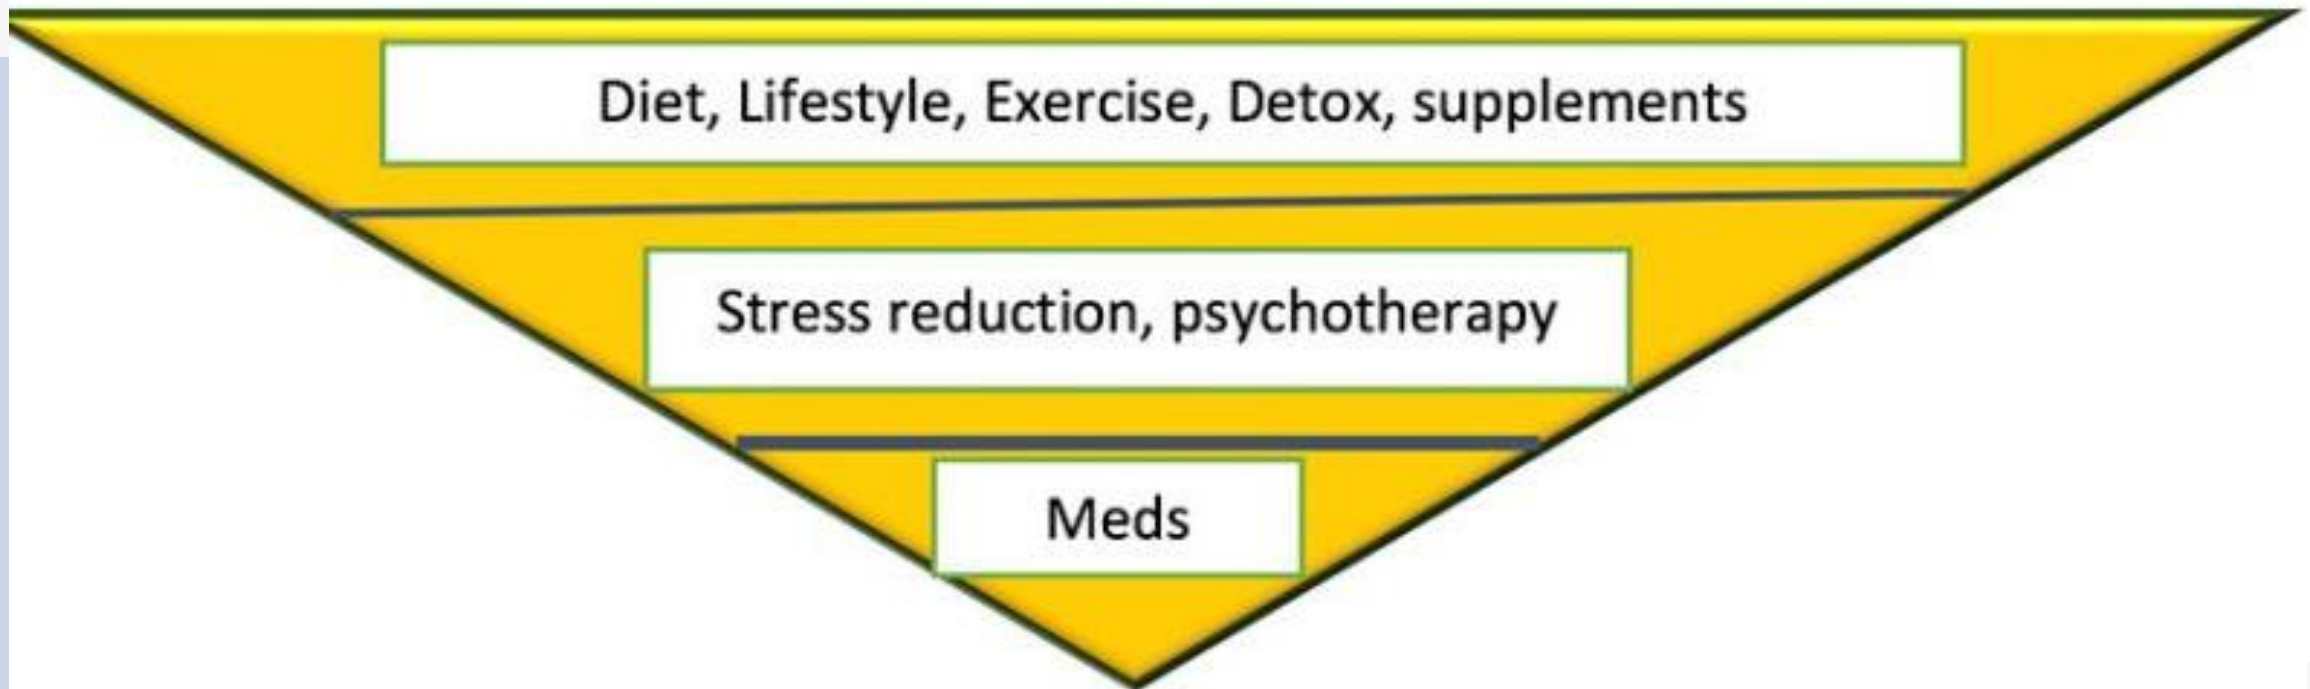 Diet, Lifestyle, Exercise, Detox, supplements
Stress reduction, psychotherapy
Meds